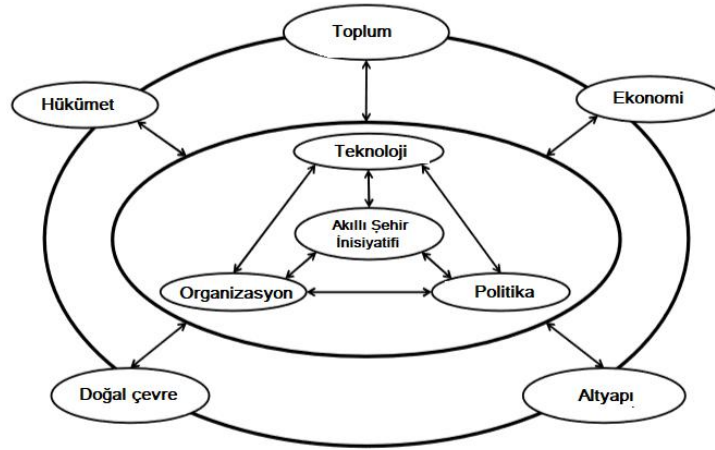 Toplum
Hükümet
Ekonomi
Teknoloji
Akıllı Şehir
İnisiyatifi
Organizasyon
Politika
Doğal çevre
Altyapı